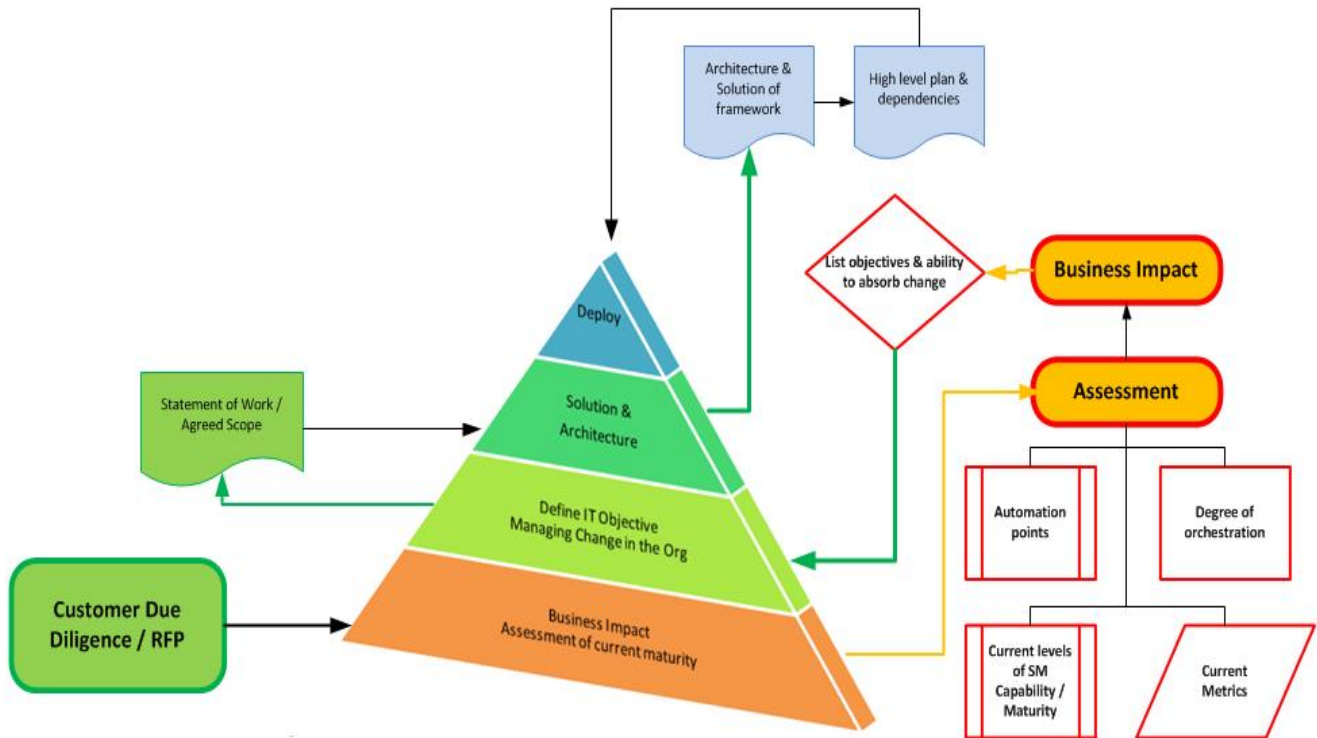 Architecture &
Solution of
framework
High level plan &
dependencies
List objectives & ability
to absorb change
Business Impact
Deploy
Assessment
Statement of Work /
Agreed Scope
Solution &
Architecture
Automation
points
Degree of
orchestration
Define IT Objective
Managing Change in the Org
Customer Due
Diligence / RFP
Business Impact
Assessment of current maturity
Current levels
of SM
Capability /
Maturity
Current
Metrics